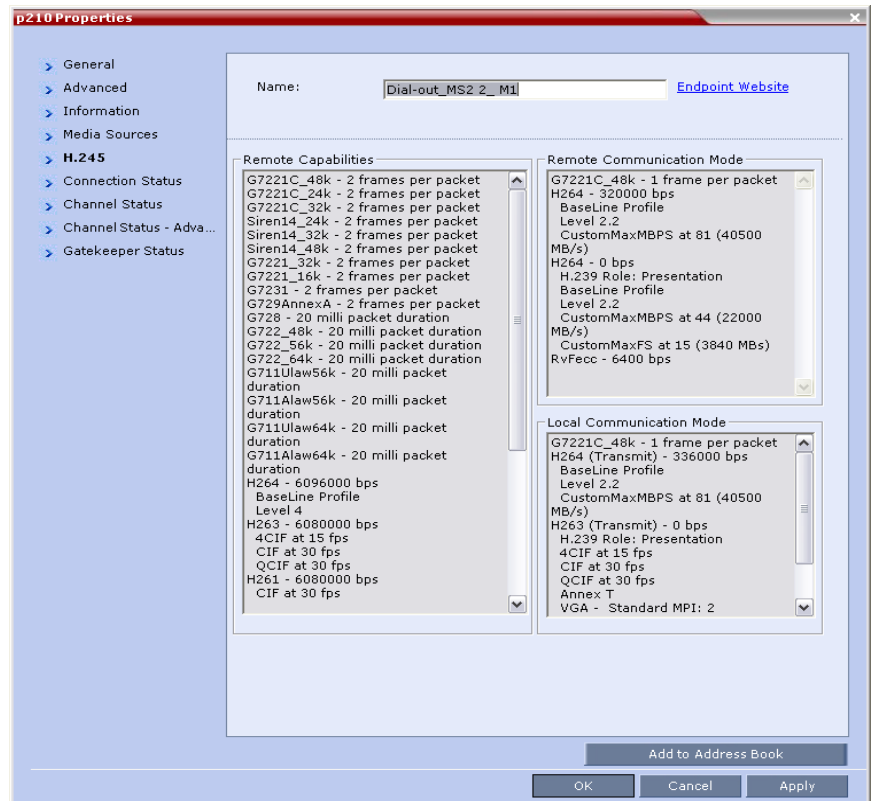 p210 Properties
General
Advanced
Information
Media Sources
H.245
Connection Status
Channel Status
Channel Status - Adva...
Gatekeeper Status
Name:
Dial-out_MS2 2_ M1
Endpoint Website
Remote Capabilities
G7221C_48k - 2 frames per packet
G7221C_24k - 2 frames per packet
G7221C_32k - 2 frames per packet
Siren14_24k - 2 frames per packet
Siren14_32k - 2 frames per packet
Siren14_48k - 2 frames per packet
G7221_32k - 2 frames per packet
G7221_16k - 2 frames per packet
G7231 - 2 frames per packet
G729AnnexA - 2 frames per packet
G728 - 20 milli packet duration
G722_48k - 20 milli packet duration
G722_56k - 20 milli packet duration
G722_64k - 20 milli packet duration
G711Ulaw56k - 20 milli packet
duration
G711Alaw56k - 20 milli packet
duration
G711Ulaw64k - 20 milli packet
duration
G711Alaw64k - 20 milli packet
duration
H264 - 6096000 bps
BaseLine Profile
Level 4
H263 - 6080000 bps
4CIF at 15 fps
CIF at 30 fps
QCIF at 30 fps
H261 - 6080000 bps
CIF at 30 fps
Remote Communication Mode
G7221C_48k - 1 frame per packet
H264 - 320000 bps
BaseLine Profile
Level 2.2
CustomMaxMBPS at 81 (40500
MB/s)
H264 - 0 bps
H.239 Role: Presentation
BaseLine Profile
Level 2.2
CustomMaxMBPS at 44 (22000
MB/s)
CustomMaxFS at 15 (3840 MBs)
RvFecc - 6400 bps
Local Communication Mode
G7221C_48k - 1 frame per packet
H264 (Transmit) - 336000 bps
BaseLine Profile
Level 2.2
CustomMaxMBPS at 81 (40500
MB/s)
H263 (Transmit) - 0 bps
H.239 Role: Presentation
4CIF at 15 fps
CIF at 30 fps
QCIF at 30 fps
Annex T
VGA - Standard MPI: 2
Add to Address Book
OK
Cancel
Apply